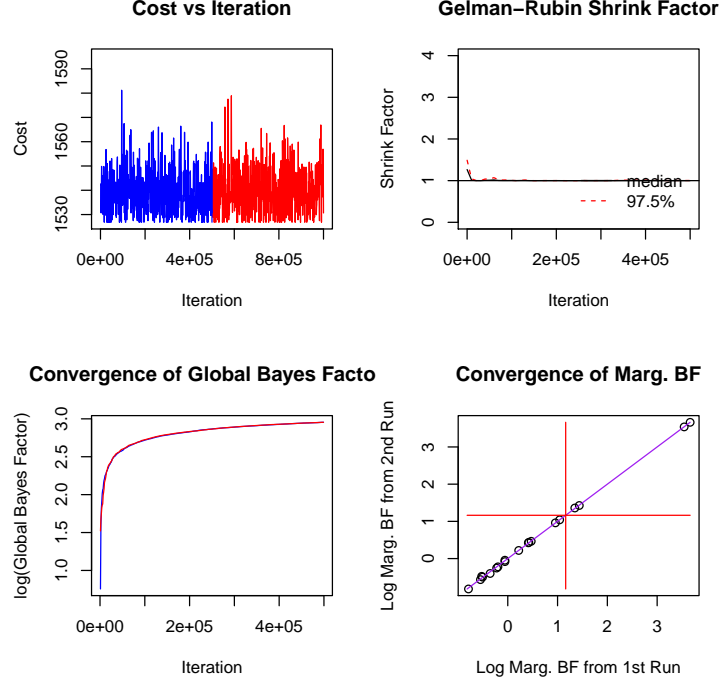 Cost vs Iteration
Cost
1530
1560
1590
0e+00
4e+05
8e+05
Iteration
Gelman−Rubin Shrink Factor
Shrink Factor
0
1
2
3
4
median
97.5%
0e+00
2e+05
4e+05
Iteration
Convergence of Global Bayes Facto
log(Global Bayes Factor)
1.0
1.5
2.0
2.5
3.0
0e+00
2e+05
4e+05
Iteration
Convergence of Marg. BF
Log Marg. BF from 2nd Run
0
1
2
3
0
1
2
3
Log Marg. BF from 1st Run